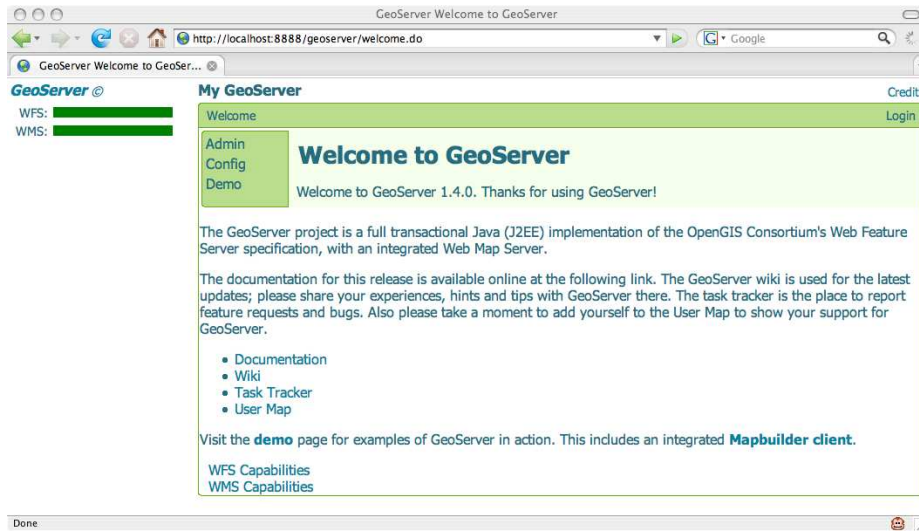 GeoServer Welcome to GeoServer
http://localhost:8888/geoserver/welcome.do
G Google
GeoServer Welcome to GeoSer...
GeoServer ©
WFS:
WMS:
My GeoServer
Credit
Welcome
Login
Admin
Config
Demo
Welcome to GeoServer
Welcome to GeoServer 1.4.0. Thanks for using GeoServer!
The GeoServer project is a full transactional Java (J2EE) implementation of the OpenGIS Consortium's Web Feature
Server specification, with an integrated Web Map Server.
The documentation for this release is available online at the following link. The GeoServer wiki is used for the latest
updates; please share your experiences, hints and tips with GeoServer there. The task tracker is the place to report
feature requests and bugs. Also please take a moment to add yourself to the User Map to show your support for
GeoServer.
• Documentation
• Wiki
• Task Tracker
• User Map
Visit the demo page for examples of GeoServer in action. This includes an integrated Mapbuilder client.
WFS Capabilities
WMS Capabilities
Done